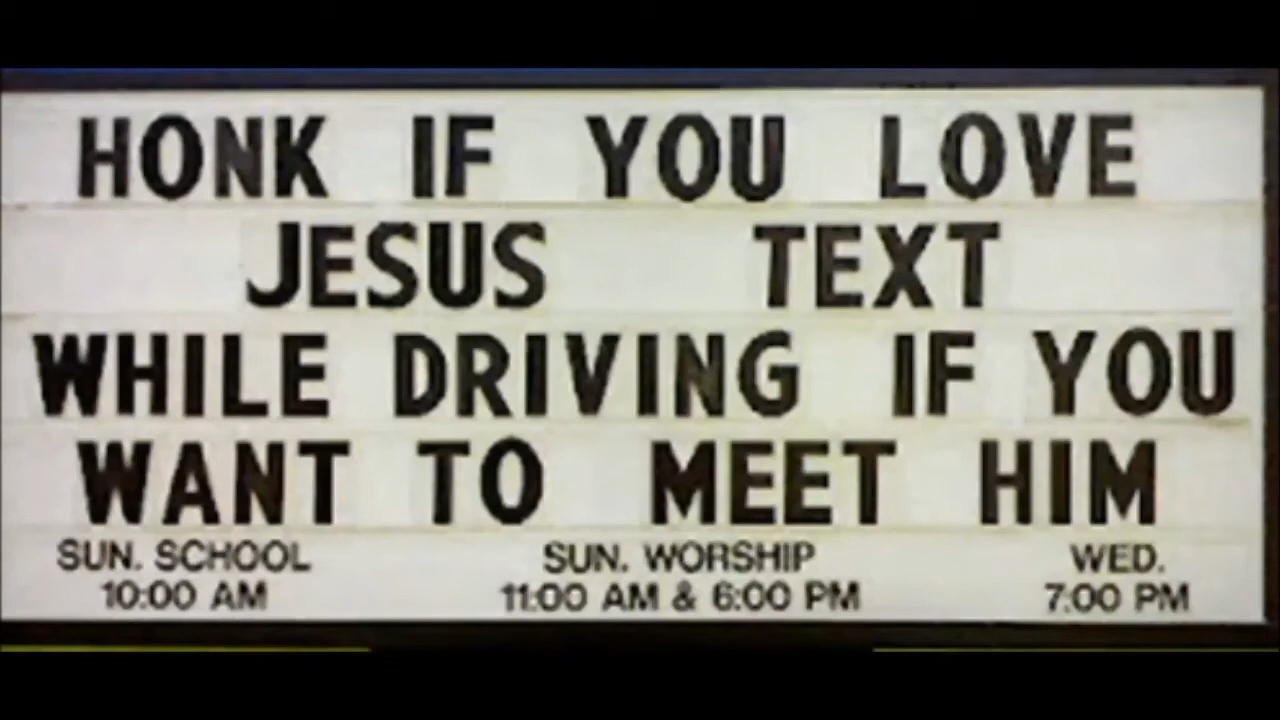 HONK IF YOU LOVE
JESUS TEXT
WHILE DRIVING IF YOU
WANT TO MEET HIM
SUN. SCHOOL SUN. WORSHIP WED.
10:00 AM 11:00 AM & 6:00 PM 7:00 PM